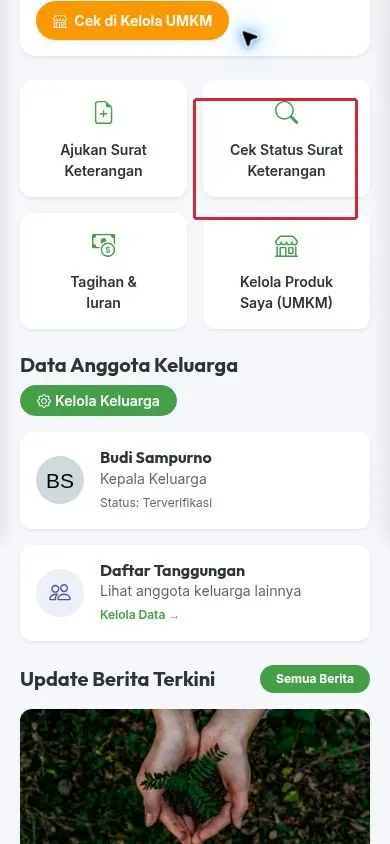 Cek di Kelola UMKM
Ajukan Surat
Keterangan
Cek Status Surat
Keterangan
Tagihan &
Iuran
Kelola Produk
Saya (UMKM)
Data Anggota Keluarga
Kelola Keluarga
BS
Budi Sampurno
Kepala Keluarga
Status: Terverifikasi
Daftar Tanggungan
Lihat anggota keluarga lainnya
Kelola Data →
Update Berita Terkini
Semua Berita